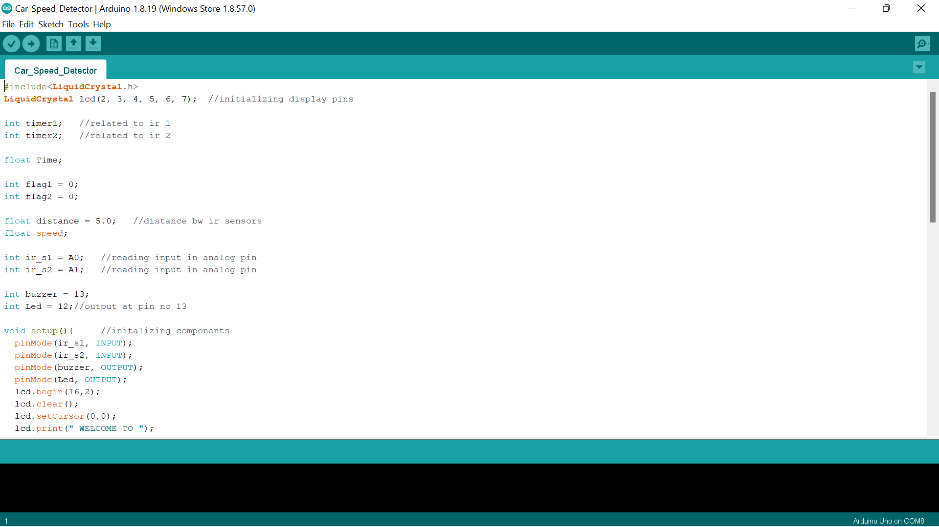 Car_Speed_Detector | Arduino 1.8.19 (Windows Store 1.8.57.0)
File Edit Sketch Tools Help
Car_Speed_Detector
#include<LiquidCrystal.h>
LiquidCrystal lcd(2, 3, 4, 5, 6, 7);  //initializing display pins
int timer1;   //related to ir 1
int timer2;   //related to ir 2
float Time;
int flag1 = 0;
int flag2 = 0;
float distance = 5.0;   //distance bw ir sensors
float speed;
int ir_s1 = A0;   //reading input in analog pin
int ir_s2 = A1;   //reading input in analog pin
int buzzer = 13;
int Led = 12;//output at pin no 13
void setup(){     //initalizing components
  pinMode(ir_s1, INPUT);
  pinMode(ir_s2, INPUT);
  pinMode(buzzer, OUTPUT);
  pinMode(Led, OUTPUT);
  lcd.begin(16,2);
  lcd.clear();
  lcd.setCursor(0,0);
  lcd.print(" WELCOME TO ");
1
Arduino Uno on COM8